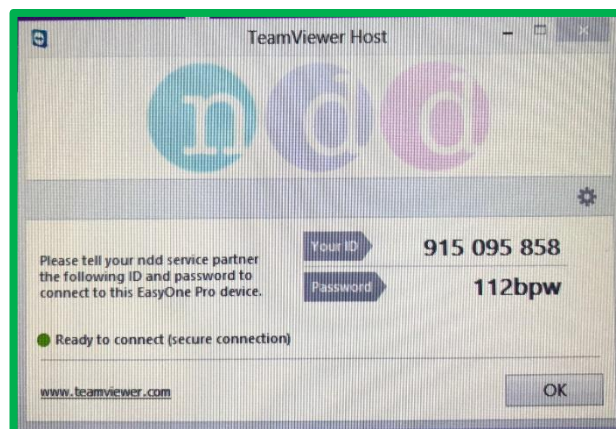 TeamViewer Host
ndd
Please tell your ndd service partner
the following ID and password to
connect to this EasyOne Pro device.
Your ID
915 095 858
Password
112bpw
Ready to connect (secure connection)
www.teamviewer.com
OK